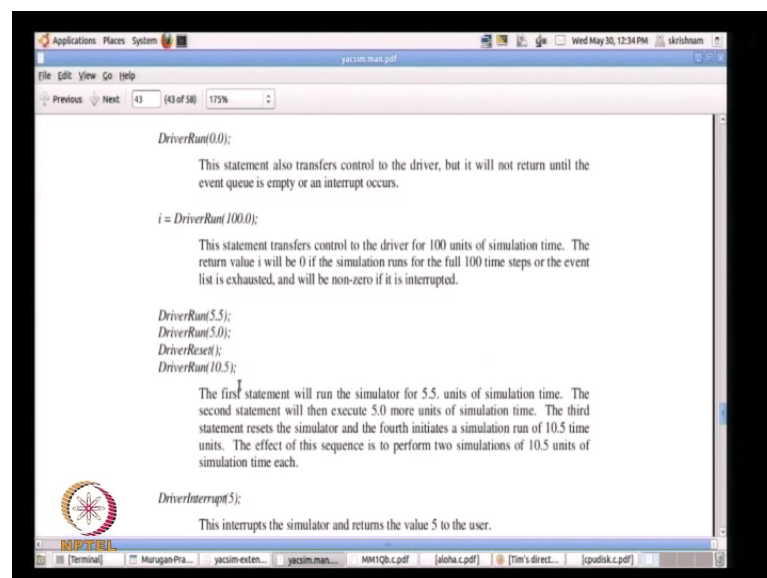 Applications Places System
Wed May 30, 12:34 PM skrishnam
yacsim.man.pdf
File Edit View Go Help
Previous Next 43 (43 of 58) 175%
DriverRun(0.0);
This statement also transfers control to the driver, but it will not return until the
event queue is empty or an interrupt occurs.
i = DriverRun(100.0);
This statement transfers control to the driver for 100 units of simulation time. The
return value i will be 0 if the simulation runs for the full 100 time steps or the event
list is exhausted, and will be non-zero if it is interrupted.
DriverRun(5.5);
DriverRun(5.0);
DriverReset();
DriverRun(10.5);
The first statement will run the simulator for 5.5. units of simulation time. The
second statement will then execute 5.0 more units of simulation time. The third
statement resets the simulator and the fourth initiates a simulation run of 10.5 time
units. The effect of this sequence is to perform two simulations of 10.5 units of
simulation time each.
DriverInterrupt(5);
This interrupts the simulator and returns the value 5 to the user.
NPTEL
[Terminal] Murugan-Pra... yacsim-exten... yacsim.man.... MM1Qb.c.pdf [aloha.c.pdf] [Tim's direct... [cpudisk.c.pdf]